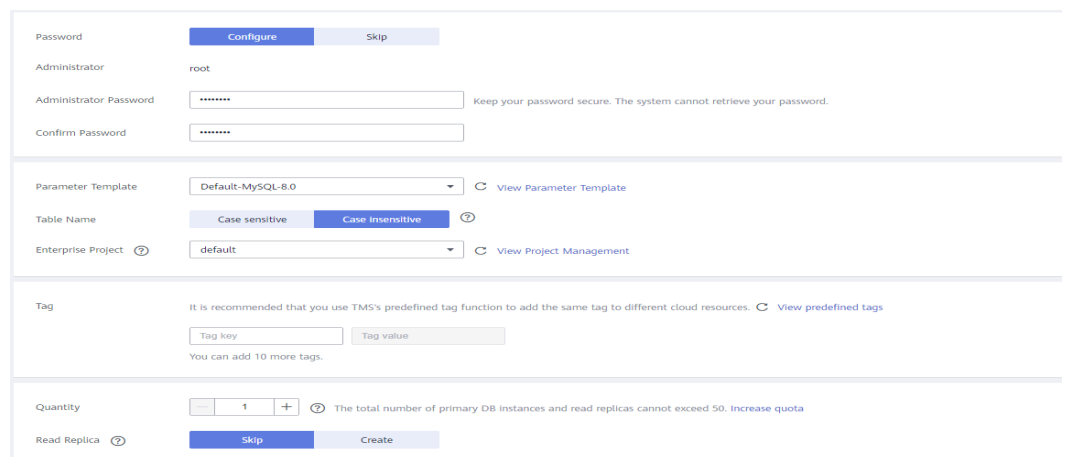 Password Configure Skip
Administrator root
Administrator Password •••••••• Keep your password secure. The system cannot retrieve your password.
Confirm Password ••••••••
Parameter Template Default-MySQL-8.0 View Parameter Template
Table Name Case sensitive Case insensitive ?
Enterprise Project ? default View Project Management
Tag It is recommended that you use TMS's predefined tag function to add the same tag to different cloud resources. View predefined tags
Tag key Tag value
You can add 10 more tags.
Quantity — 1 + ? The total number of primary DB instances and read replicas cannot exceed 50. Increase quota
Read Replica ? Skip Create